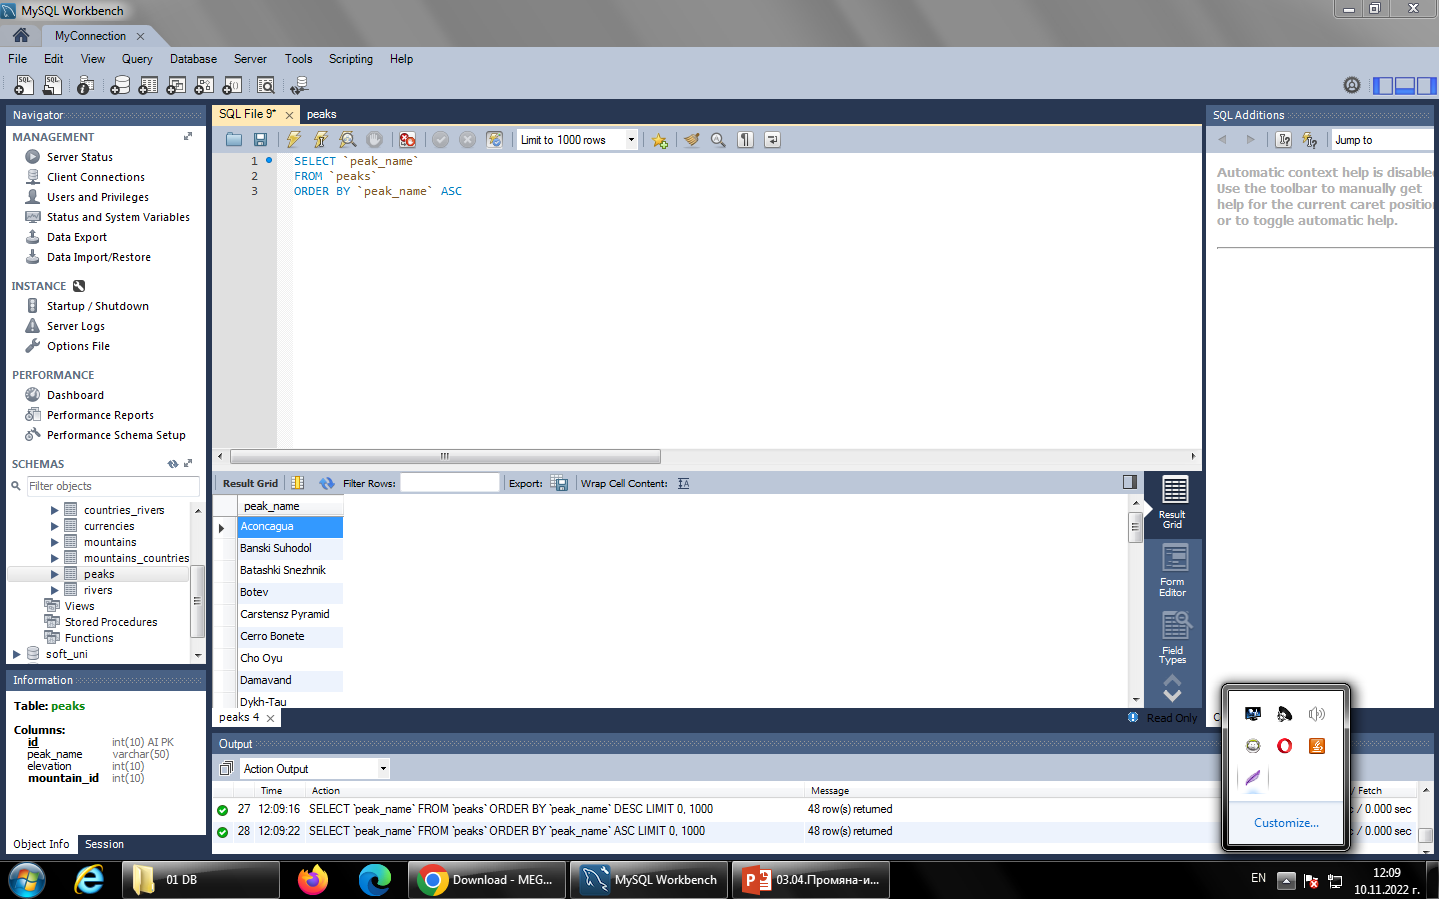 MySQL Workbench
MyConnection
File Edit View Query Database Server Tools Scripting Help
Navigator
MANAGEMENT
Server Status
Client Connections
Users and Privileges
Status and System Variables
Data Export
Data Import/Restore
INSTANCE
Startup / Shutdown
Server Logs
Options File
PERFORMANCE
Dashboard
Performance Reports
Performance Schema Setup
SCHEMAS
Filter objects
countries_rivers
currencies
mountains
mountains_countries
peaks
rivers
Views
Stored Procedures
Functions
soft_uni
Information
Table: peaks
Columns:
id int(10) AI PK
peak_name varchar(50)
elevation int(10)
mountain_id int(10)
Object Info Session
SQL File 9* peaks
Limit to 1000 rows
1 SELECT `peak_name`
2 FROM `peaks`
3 ORDER BY `peak_name` ASC
Result Grid Filter Rows: Export: Wrap Cell Content:
peak_name
Aconcagua
Banski Suhodol
Batashki Snezhnik
Botev
Carstensz Pyramid
Cerro Bonete
Cho Oyu
Damavand
Dykh-Tau
Result
Grid
Form
Editor
Field
Types
peaks 4
Read Only
SQL Additions
Jump to
Automatic context help is disabled
Use the toolbar to manually get
help for the current caret position
or to toggle automatic help.
Output
Action Output
Time Action Message / Fetch
27 12:09:16 SELECT `peak_name` FROM `peaks` ORDER BY `peak_name` DESC LIMIT 0, 1000 48 row(s) returned / 0.000 sec
28 12:09:22 SELECT `peak_name` FROM `peaks` ORDER BY `peak_name` ASC LIMIT 0, 1000 48 row(s) returned / 0.000 sec
Customize...
01 DB
Download - MEG...
MySQL Workbench
03.04.Промяна-и...
EN
12:09
10.11.2022 г.